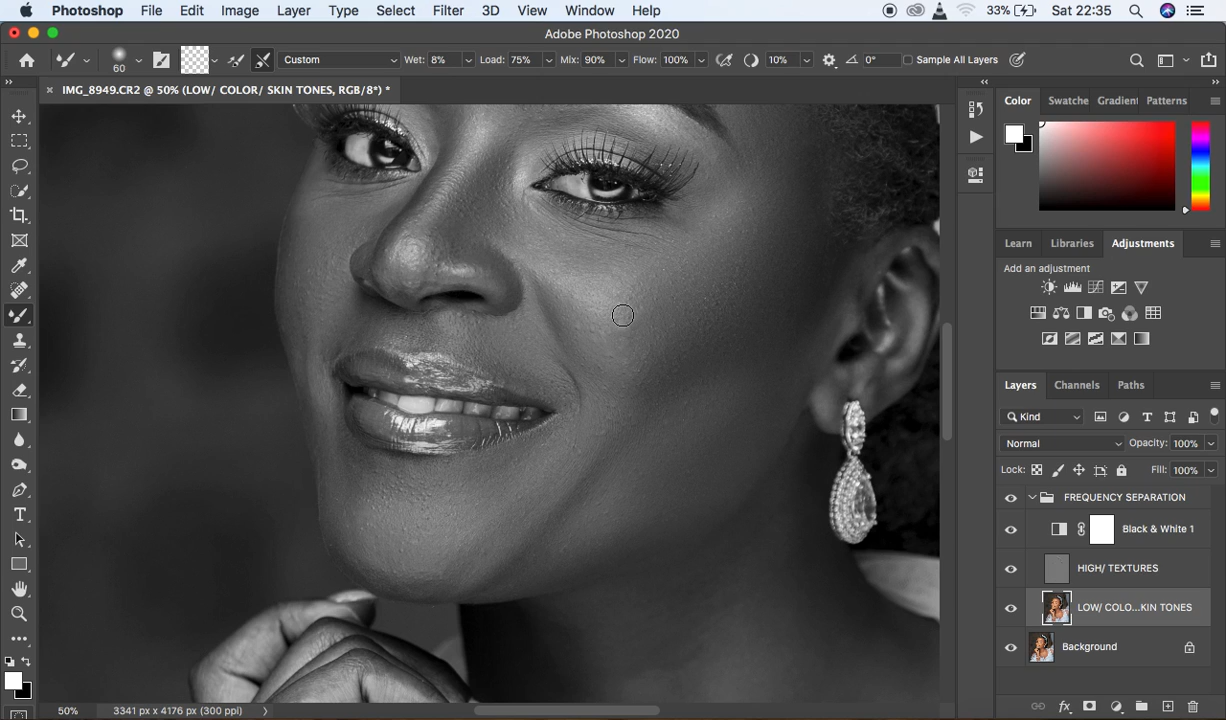 Photoshop File Edit Image Layer Type Select Filter 3D View Window Help 33% Sat 22:35
Adobe Photoshop 2020
60 Custom Wet: 8% Load: 75% Mix: 90% Flow: 100% 10% 0° Sample All Layers
IMG_8949.CR2 @ 50% (LOW/ COLOR/ SKIN TONES, RGB/8*) *
Color Swatche Gradient Patterns
Learn Libraries Adjustments
Add an adjustment
Layers Channels Paths
Kind
Normal Opacity: 100%
Lock: Fill: 100%
FREQUENCY SEPARATION
Black & White 1
HIGH/ TEXTURES
LOW/ COLO...KIN TONES
Background
50% 3341 px x 4176 px (300 ppi)